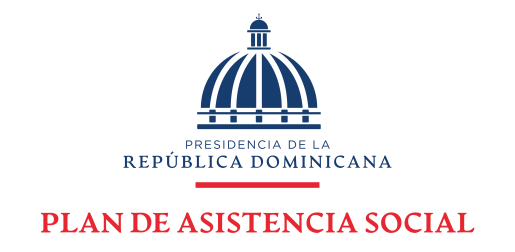 PRESIDENCIA DE LA
REPÚBLICA DOMINICANA
PLAN DE ASISTENCIA SOCIAL